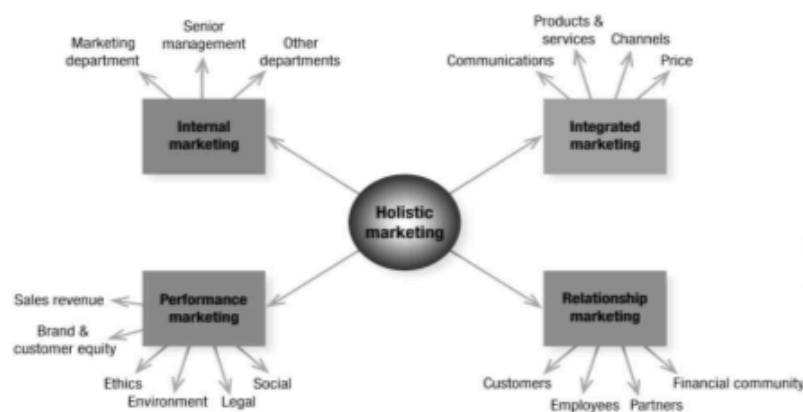 Senior
management
Marketing
department
Other
departments
Internal
marketing
Products &
services
Channels
Communications
Price
Integrated
marketing
Holistic
marketing
Sales revenue
Performance
marketing
Brand &
customer equity
Ethics
Environment
Legal
Social
Relationship
marketing
Customers
Employees
Partners
Financial community